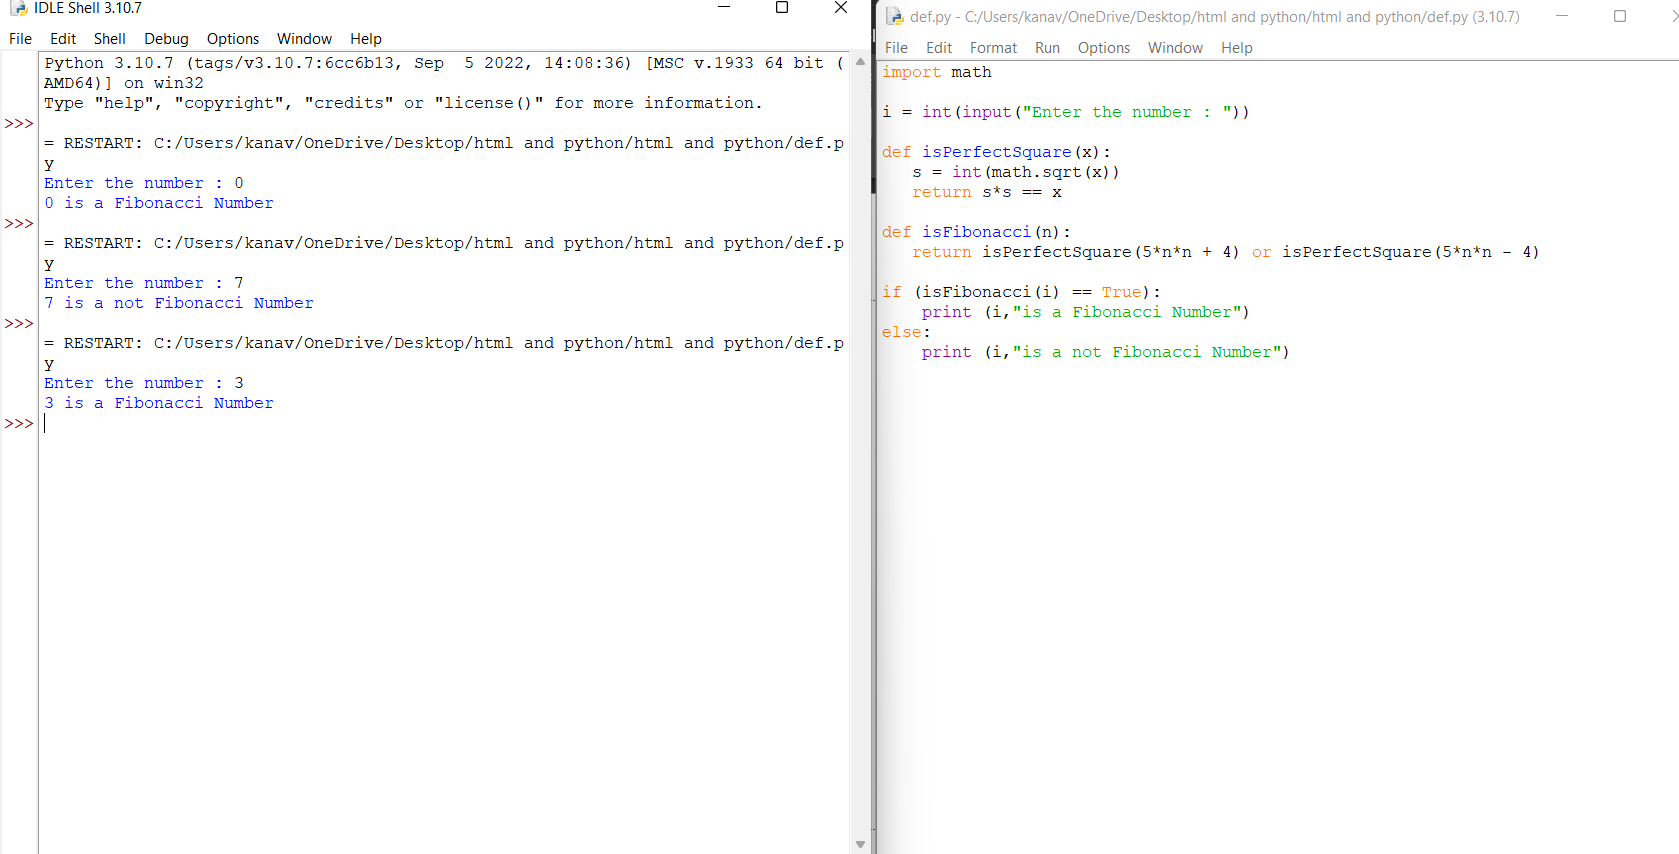 IDLE Shell 3.10.7
File Edit Shell Debug Options Window Help
Python 3.10.7 (tags/v3.10.7:6cc6b13, Sep  5 2022, 14:08:36) [MSC v.1933 64 bit (
AMD64)] on win32
Type "help", "copyright", "credits" or "license()" for more information.
>>>
= RESTART: C:/Users/kanav/OneDrive/Desktop/html and python/html and python/def.p
y
Enter the number : 0
0 is a Fibonacci Number
>>>
= RESTART: C:/Users/kanav/OneDrive/Desktop/html and python/html and python/def.p
y
Enter the number : 7
7 is a not Fibonacci Number
>>>
= RESTART: C:/Users/kanav/OneDrive/Desktop/html and python/html and python/def.p
y
Enter the number : 3
3 is a Fibonacci Number
>>>
def.py - C:/Users/kanav/OneDrive/Desktop/html and python/html and python/def.py (3.10.7)
File Edit Format Run Options Window Help
import math
i = int(input("Enter the number : "))
def isPerfectSquare(x):
   s = int(math.sqrt(x))
   return s*s == x
def isFibonacci(n):
   return isPerfectSquare(5*n*n + 4) or isPerfectSquare(5*n*n - 4)
if (isFibonacci(i) == True):
    print (i,"is a Fibonacci Number")
else:
    print (i,"is a not Fibonacci Number")